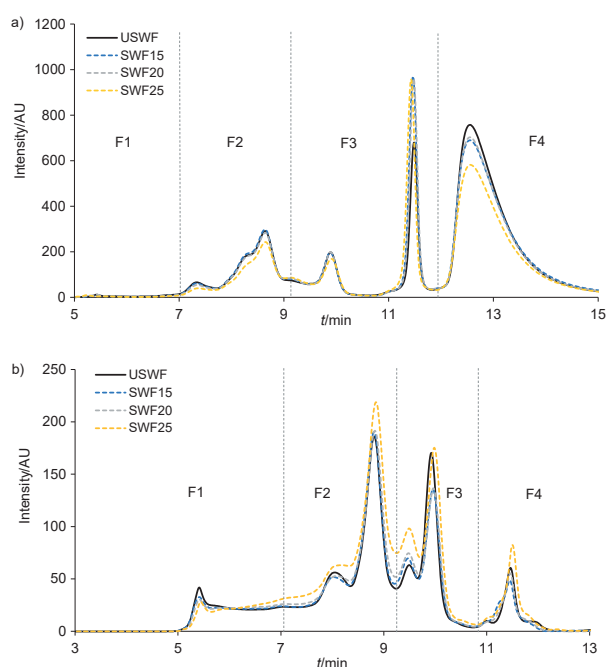 a)
1200
1000
800
600
400
200
0
Intensity/AU
USWF
SWF15
SWF20
SWF25
F1
F2
F3
F4
5
7
9
11
13
15
t/min
b)
250
200
150
100
50
0
Intensity/AU
USWF
SWF15
SWF20
SWF25
F1
F2
F3
F4
3
5
7
9
11
13
t/min